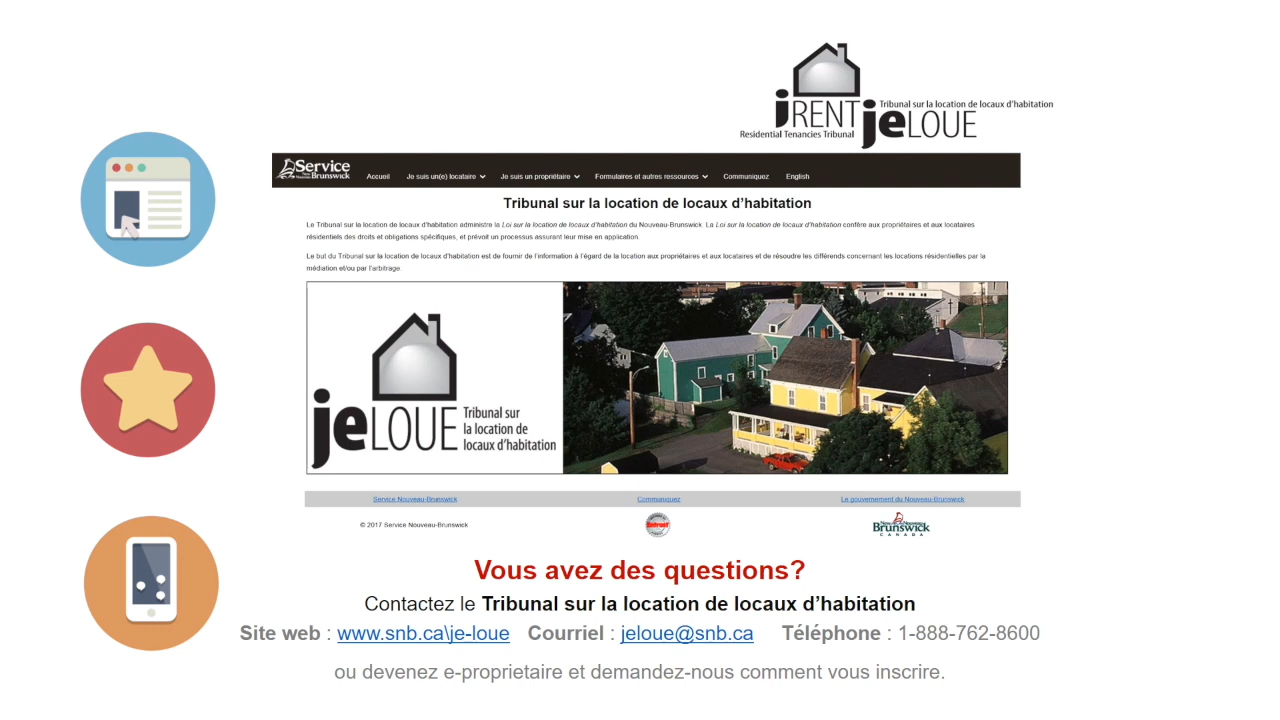 iRENT
Residential Tenancies Tribunal
jeLOUE
Tribunal sur la location de locaux d'habitation
Service
New Nouveau
Brunswick
Accueil Je suis un(e) locataire Je suis un propriétaire Formulaires et autres ressources Communiquez English
Tribunal sur la location de locaux d'habitation
Le Tribunal sur la location de locaux d'habitation administre la Loi sur la location de locaux d'habitation du Nouveau-Brunswick. La Loi sur la location de locaux d'habitation confère aux propriétaires et aux locataires
résidentiels des droits et obligations spécifiques, et prévoit un processus assurant leur mise en application.
Le but du Tribunal sur la location de locaux d'habitation est de fournir de l'information à l'égard de la location aux propriétaires et aux locataires et de résoudre les différends concernant les locations résidentielles par la
médiation et/ou par l'arbitrage.
jeLOUE
Tribunal sur
la location de
locaux d'habitation
Service Nouveau-Brunswick Communiquez Le gouvernement du Nouveau-Brunswick
© 2017 Service Nouveau-Brunswick
Entrust
New Nouveau
Brunswick
CANADA
Vous avez des questions?
Contactez le Tribunal sur la location de locaux d'habitation
Site web : www.snb.ca\je-loue Courriel : jeloue@snb.ca Téléphone : 1-888-762-8600
ou devenez e-proprietaire et demandez-nous comment vous inscrire.